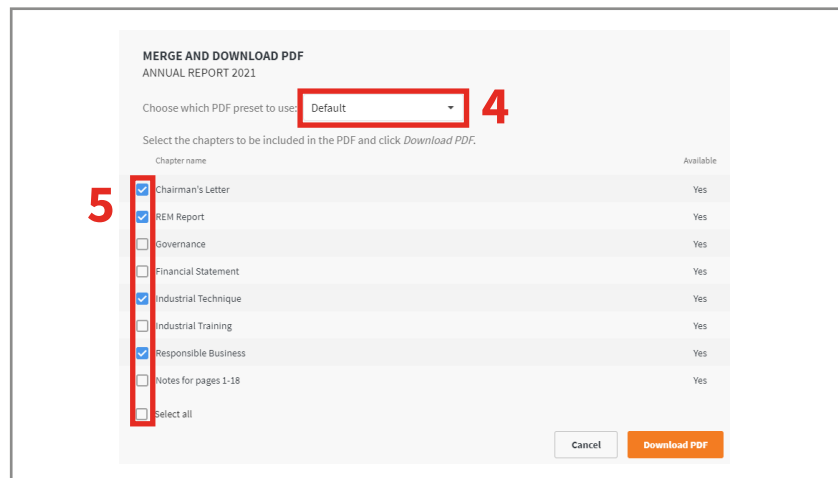 MERGE AND DOWNLOAD PDF
ANNUAL REPORT 2021
Choose which PDF preset to use: Default 4
Select the chapters to be included in the PDF and click Download PDF.
Chapter name Available
5
Chairman's Letter Yes
REM Report Yes
Governance Yes
Financial Statement Yes
Industrial Technique Yes
Industrial Training Yes
Responsible Business Yes
Notes for pages 1-18 Yes
Select all
Cancel Download PDF